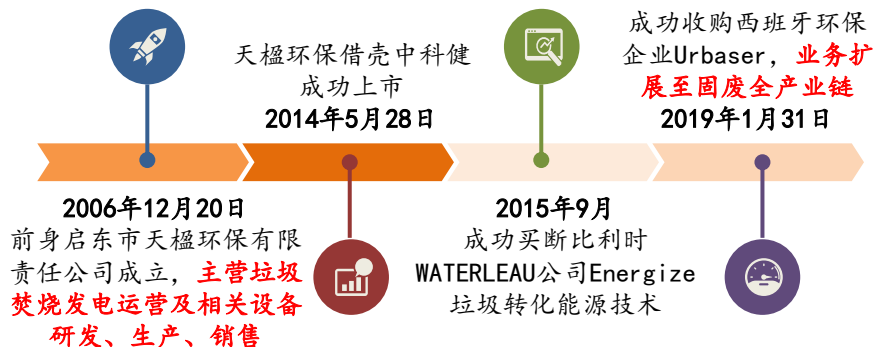 2006年12月20日
前身启东市天楹环保有限
责任公司成立，主营垃圾
焚烧发电运营及相关设备
研发、生产、销售
天楹环保借壳中科健
成功上市
2014年5月28日
2015年9月
成功买断比利时
WATERLEAU公司Energize
垃圾转化能源技术
成功收购西班牙环保
企业Urbaser，业务扩
展至固废全产业链
2019年1月31日